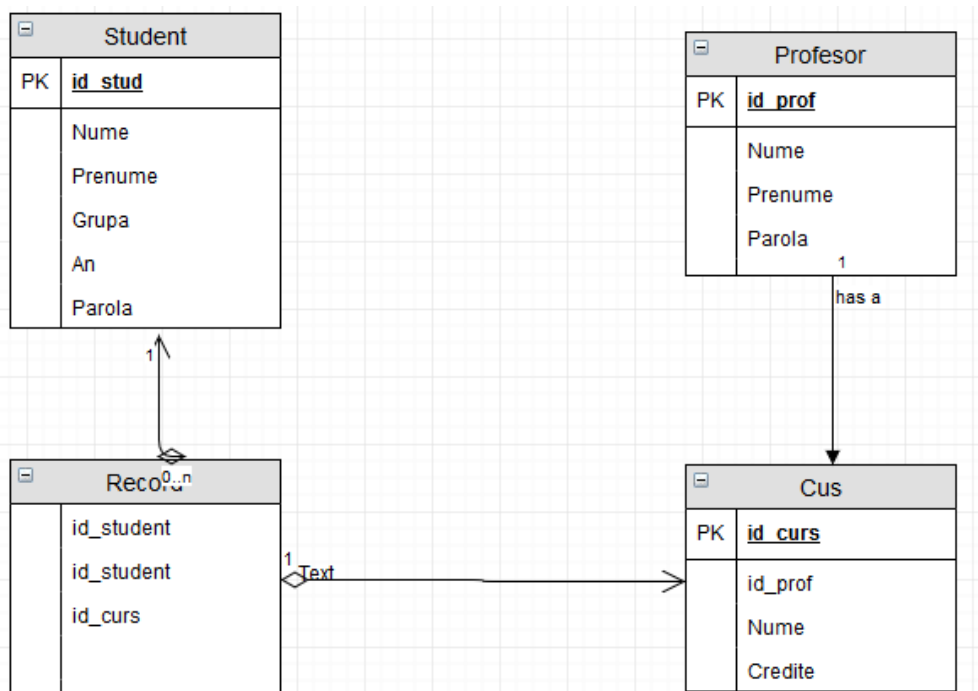 Student
PK id_stud
Nume
Prenume
Grupa
An
Parola
Profesor
PK id_prof
Nume
Prenume
Parola
1
has a
1
0..n
Record
id_student
id_student
id_curs
1
Text
Cus
PK id_curs
id_prof
Nume
Credite